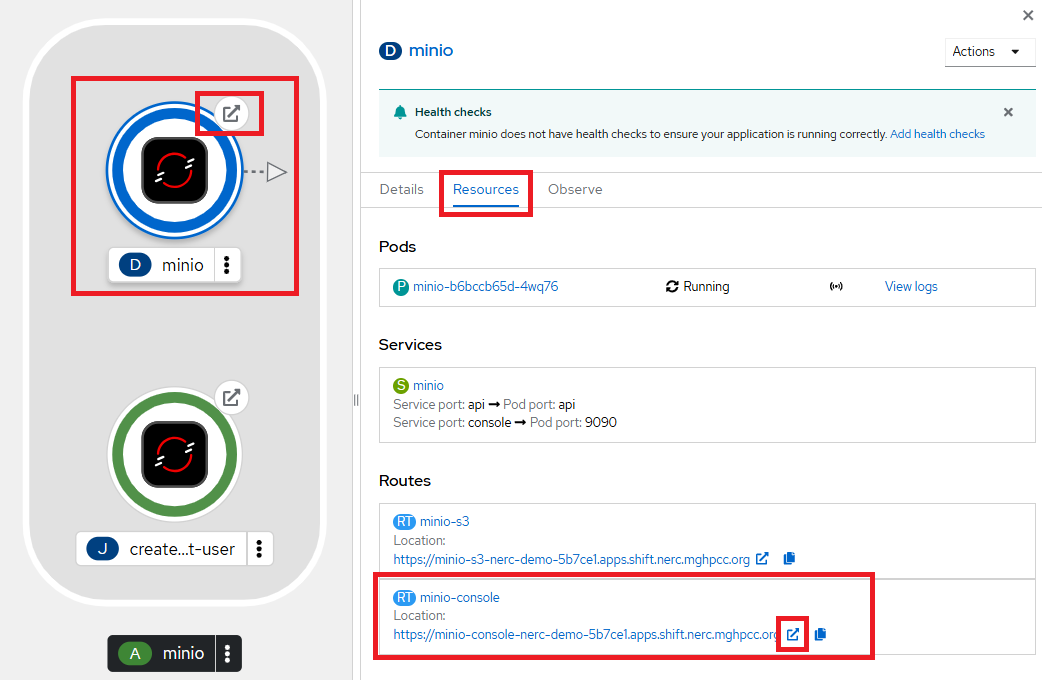 D minio
J create...t-user
A minio
D minio
Actions
Health checks
Container minio does not have health checks to ensure your application is running correctly. Add health checks
Details Resources Observe
Pods
P minio-b6bccb65d-4wq76 Running View logs
Services
S minio
Service port: api ➞ Pod port: api
Service port: console ➞ Pod port: 9090
Routes
RT minio-s3
Location:
https://minio-s3-nerc-demo-5b7ce1.apps.shift.nerc.mghpcc.org
RT minio-console
Location:
https://minio-console-nerc-demo-5b7ce1.apps.shift.nerc.mghpcc.org